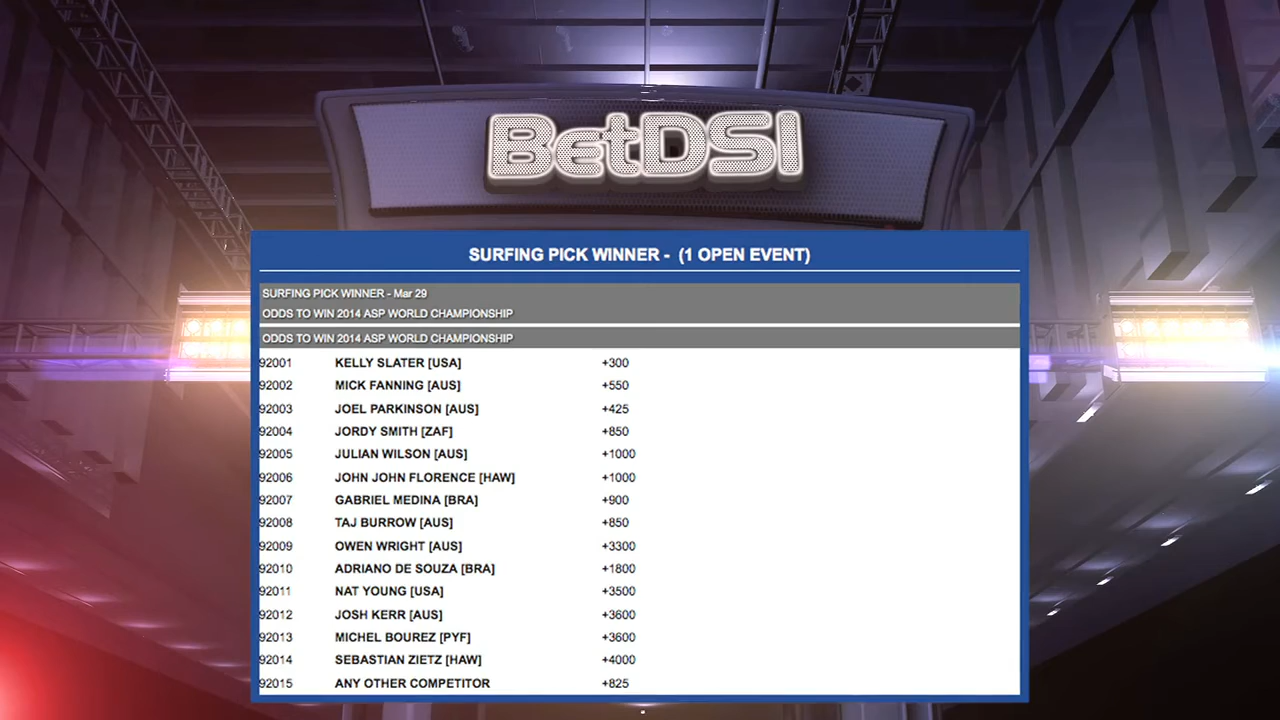 BetDSI
SURFING PICK WINNER - (1 OPEN EVENT)
SURFING PICK WINNER - Mar 29
ODDS TO WIN 2014 ASP WORLD CHAMPIONSHIP
ODDS TO WIN 2014 ASP WORLD CHAMPIONSHIP
92001 KELLY SLATER [USA] +300
92002 MICK FANNING [AUS] +550
92003 JOEL PARKINSON [AUS] +425
92004 JORDY SMITH [ZAF] +850
92005 JULIAN WILSON [AUS] +1000
92006 JOHN JOHN FLORENCE [HAW] +1000
92007 GABRIEL MEDINA [BRA] +900
92008 TAJ BURROW [AUS] +850
92009 OWEN WRIGHT [AUS] +3300
92010 ADRIANO DE SOUZA [BRA] +1800
92011 NAT YOUNG [USA] +3500
92012 JOSH KERR [AUS] +3600
92013 MICHEL BOUREZ [PYF] +3600
92014 SEBASTIAN ZIETZ [HAW] +4000
92015 ANY OTHER COMPETITOR +825